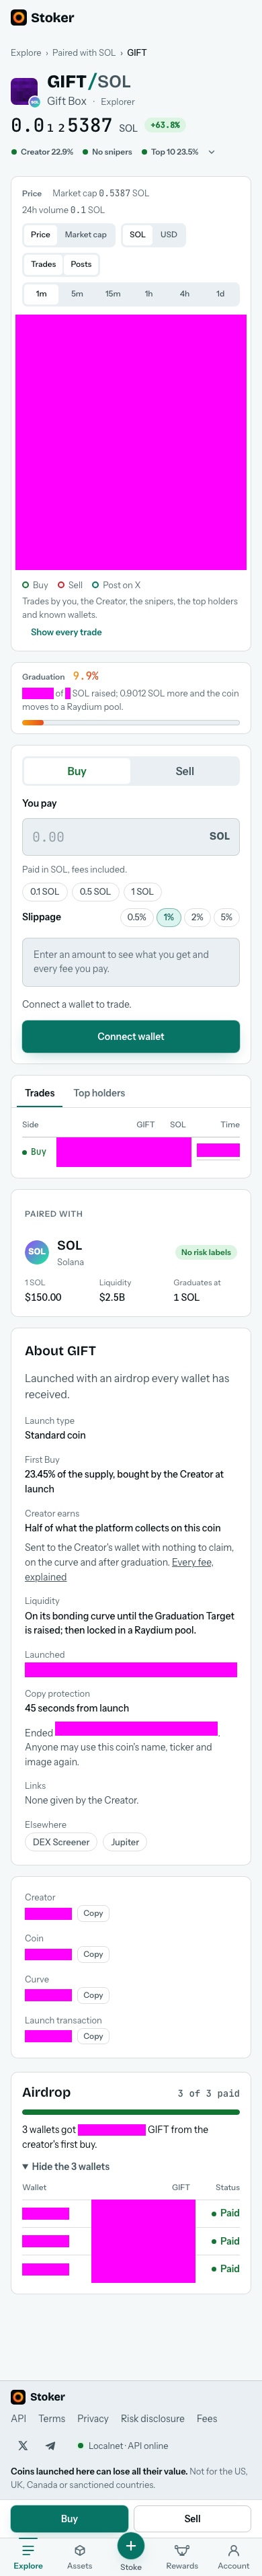 Stoker
Explore › Paired with SOL › GIFT
GIFT/SOL
SOL
Gift Box · Explorer
0.0125387 SOL +63.8%
Creator 22.9% No snipers Top 10 23.5%
Price Market cap 0.5387 SOL
24h volume 0.1 SOL
Price Market cap SOL USD
Trades Posts
1m 5m 15m 1h 4h 1d
Buy Sell Post on X
Trades by you, the Creator, the snipers, the top holders
and known wallets.
Show every trade
Graduation 9.9%
of SOL raised; 0.9012 SOL more and the coin
moves to a Raydium pool.
Buy Sell
You pay
0.00 SOL
Paid in SOL, fees included.
0.1 SOL 0.5 SOL 1 SOL
Slippage 0.5% 1% 2% 5%
Enter an amount to see what you get and
every fee you pay.
Connect wallet to trade.
Connect wallet
Trades Top holders
Side GIFT SOL Time
Buy
PAIRED WITH
SOL SOL
Solana
No risk labels
1 SOL Liquidity Graduates at
$150.00 $2.5B 1 SOL
About GIFT
Launched with an airdrop every wallet has
received.
Launch type
Standard coin
First Buy
23.45% of the supply, bought by the Creator at
launch
Creator earns
Half of what the platform collects on this coin
Sent to the Creator's wallet with nothing to claim,
on the curve and after graduation. Every fee,
explained
Liquidity
On its bonding curve until the Graduation Target
is raised; then locked in a Raydium pool.
Launched
Copy protection
45 seconds from launch
Ended .
Anyone may use this coin's name, ticker and
image again.
Links
None given by the Creator.
Elsewhere
DEX Screener Jupiter
Creator
Copy
Coin
Copy
Curve
Copy
Launch transaction
Copy
Airdrop 3 of 3 paid
3 wallets got GIFT from the
creator's first buy.
Hide the 3 wallets
Wallet GIFT Status
Paid
Paid
Paid
Stoker
API Terms Privacy Risk disclosure Fees
Localnet · API online
Coins launched here can lose all their value. Not for the US,
UK, Canada or sanctioned countries.
Buy Sell
Explore Assets Stoke Rewards Account